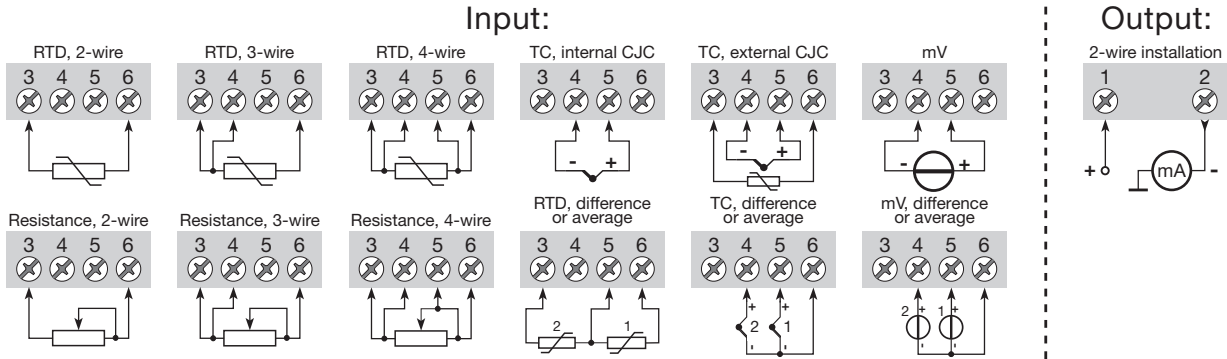 Input:
Output:
RTD, 2-wire
RTD, 3-wire
RTD, 4-wire
TC, internal CJC
TC, external CJC
mV
2-wire installation
3 4 5 6
3 4 5 6
3 4 5 6
3 4 5 6
3 4 5 6
3 4 5 6
1 2
- +
- +
- +
+ mA -
Resistance, 2-wire
Resistance, 3-wire
Resistance, 4-wire
RTD, difference
or average
TC, difference
or average
mV, difference
or average
3 4 5 6
3 4 5 6
3 4 5 6
3 4 5 6
3 4 5 6
3 4 5 6
2 1
+ +
2 1
- -
2 + 1 +
- -